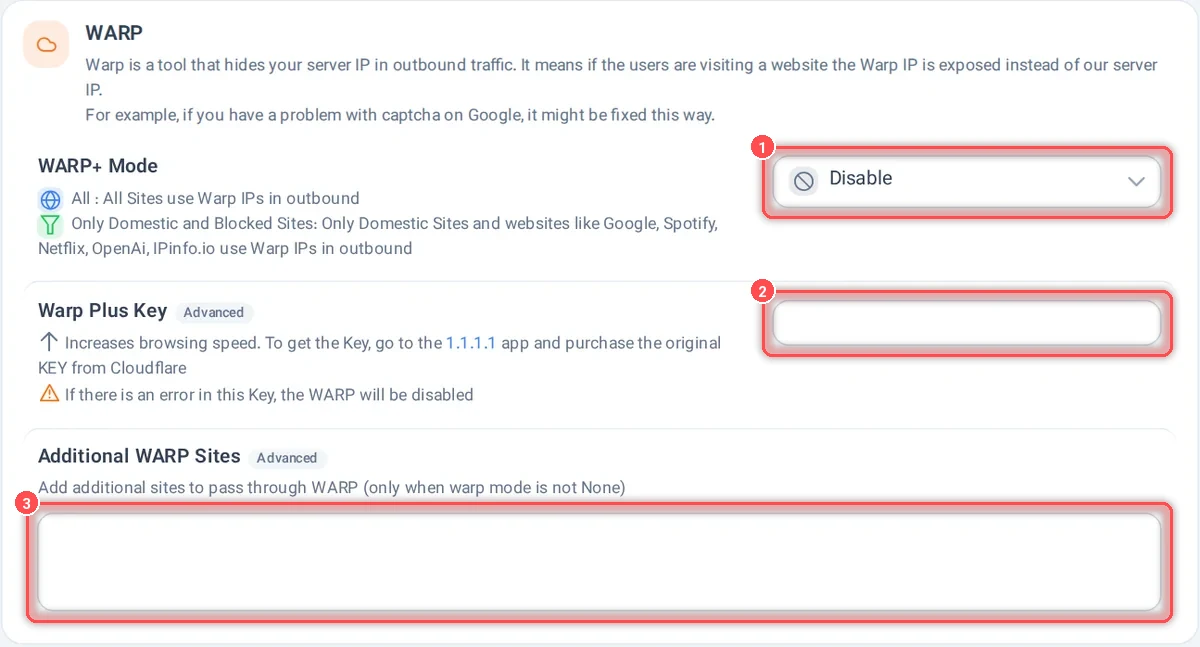 WARP
Warp is a tool that hides your server IP in outbound traffic. It means if the users are visiting a website the Warp IP is exposed instead of our server
IP.
For example, if you have a problem with captcha on Google, it might be fixed this way.
WARP+ Mode
All : All Sites use Warp IPs in outbound
Only Domestic and Blocked Sites: Only Domestic Sites and websites like Google, Spotify,
Netflix, OpenAi, IPinfo.io use Warp IPs in outbound
1
Disable
Warp Plus Key Advanced
Increases browsing speed. To get the Key, go to the 1.1.1.1 app and purchase the original
KEY from Cloudflare
If there is an error in this Key, the WARP will be disabled
2
Additional WARP Sites Advanced
Add additional sites to pass through WARP (only when warp mode is not None)
3